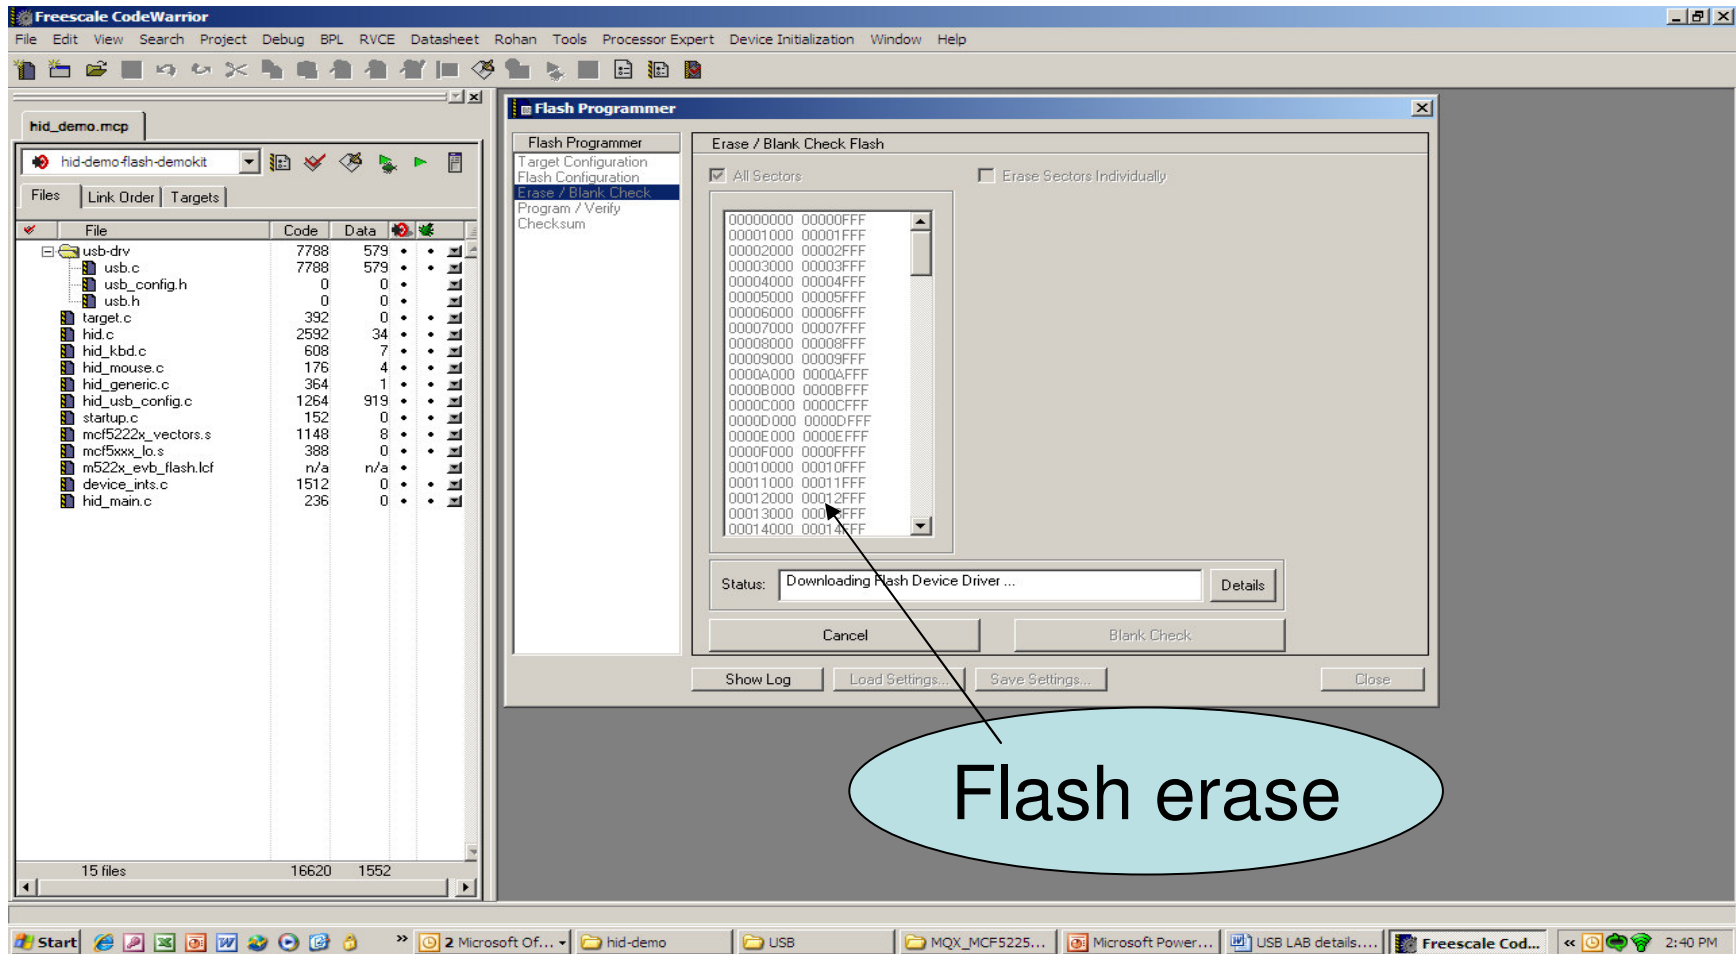 Freescale CodeWarrior
File Edit View Search Project Debug BPL RVCE Datasheet Rohan Tools Processor Expert Device Initialization Window Help
hid_demo.mcp
hid-demo-flash-demokit
Files Link Order Targets
File Code Data
usb-drv 7788 579
usb.c 7788 579
usb_config.h 0 0
usb.h 0 0
target.c 392 0
hid.c 2592 34
hid_kbd.c 608 7
hid_mouse.c 176 4
hid_generic.c 364 1
hid_usb_config.c 1264 919
startup.c 152 0
mcf5222x_vectors.s 1148 8
mcf5xxx_lo.s 388 0
m522x_evb_flash.lcf n/a n/a
device_ints.c 1512 0
hid_main.c 236 0
15 files 16620 1552
Flash Programmer
Flash Programmer
Target Configuration
Flash Configuration
Erase / Blank Check
Program / Verify
Checksum
Erase / Blank Check Flash
All Sectors Erase Sectors Individually
00000000 00000FFF
00001000 00001FFF
00002000 00002FFF
00003000 00003FFF
00004000 00004FFF
00005000 00005FFF
00006000 00006FFF
00007000 00007FFF
00008000 00008FFF
00009000 00009FFF
0000A000 0000AFFF
0000B000 0000BFFF
0000C000 0000CFFF
0000D000 0000DFFF
0000E000 0000EFFF
0000F000 0000FFFF
00010000 00010FFF
00011000 00011FFF
00012000 00012FFF
00013000 00013FFF
00014000 00014FFF
Status: Downloading Flash Device Driver ... Details
Cancel Blank Check
Show Log Load Settings... Save Settings... Close
Flash erase
Start » 2 Microsoft Of... hid-demo USB MQX_MCF5225... Microsoft Power... USB LAB details.... Freescale Cod... « 2:40 PM